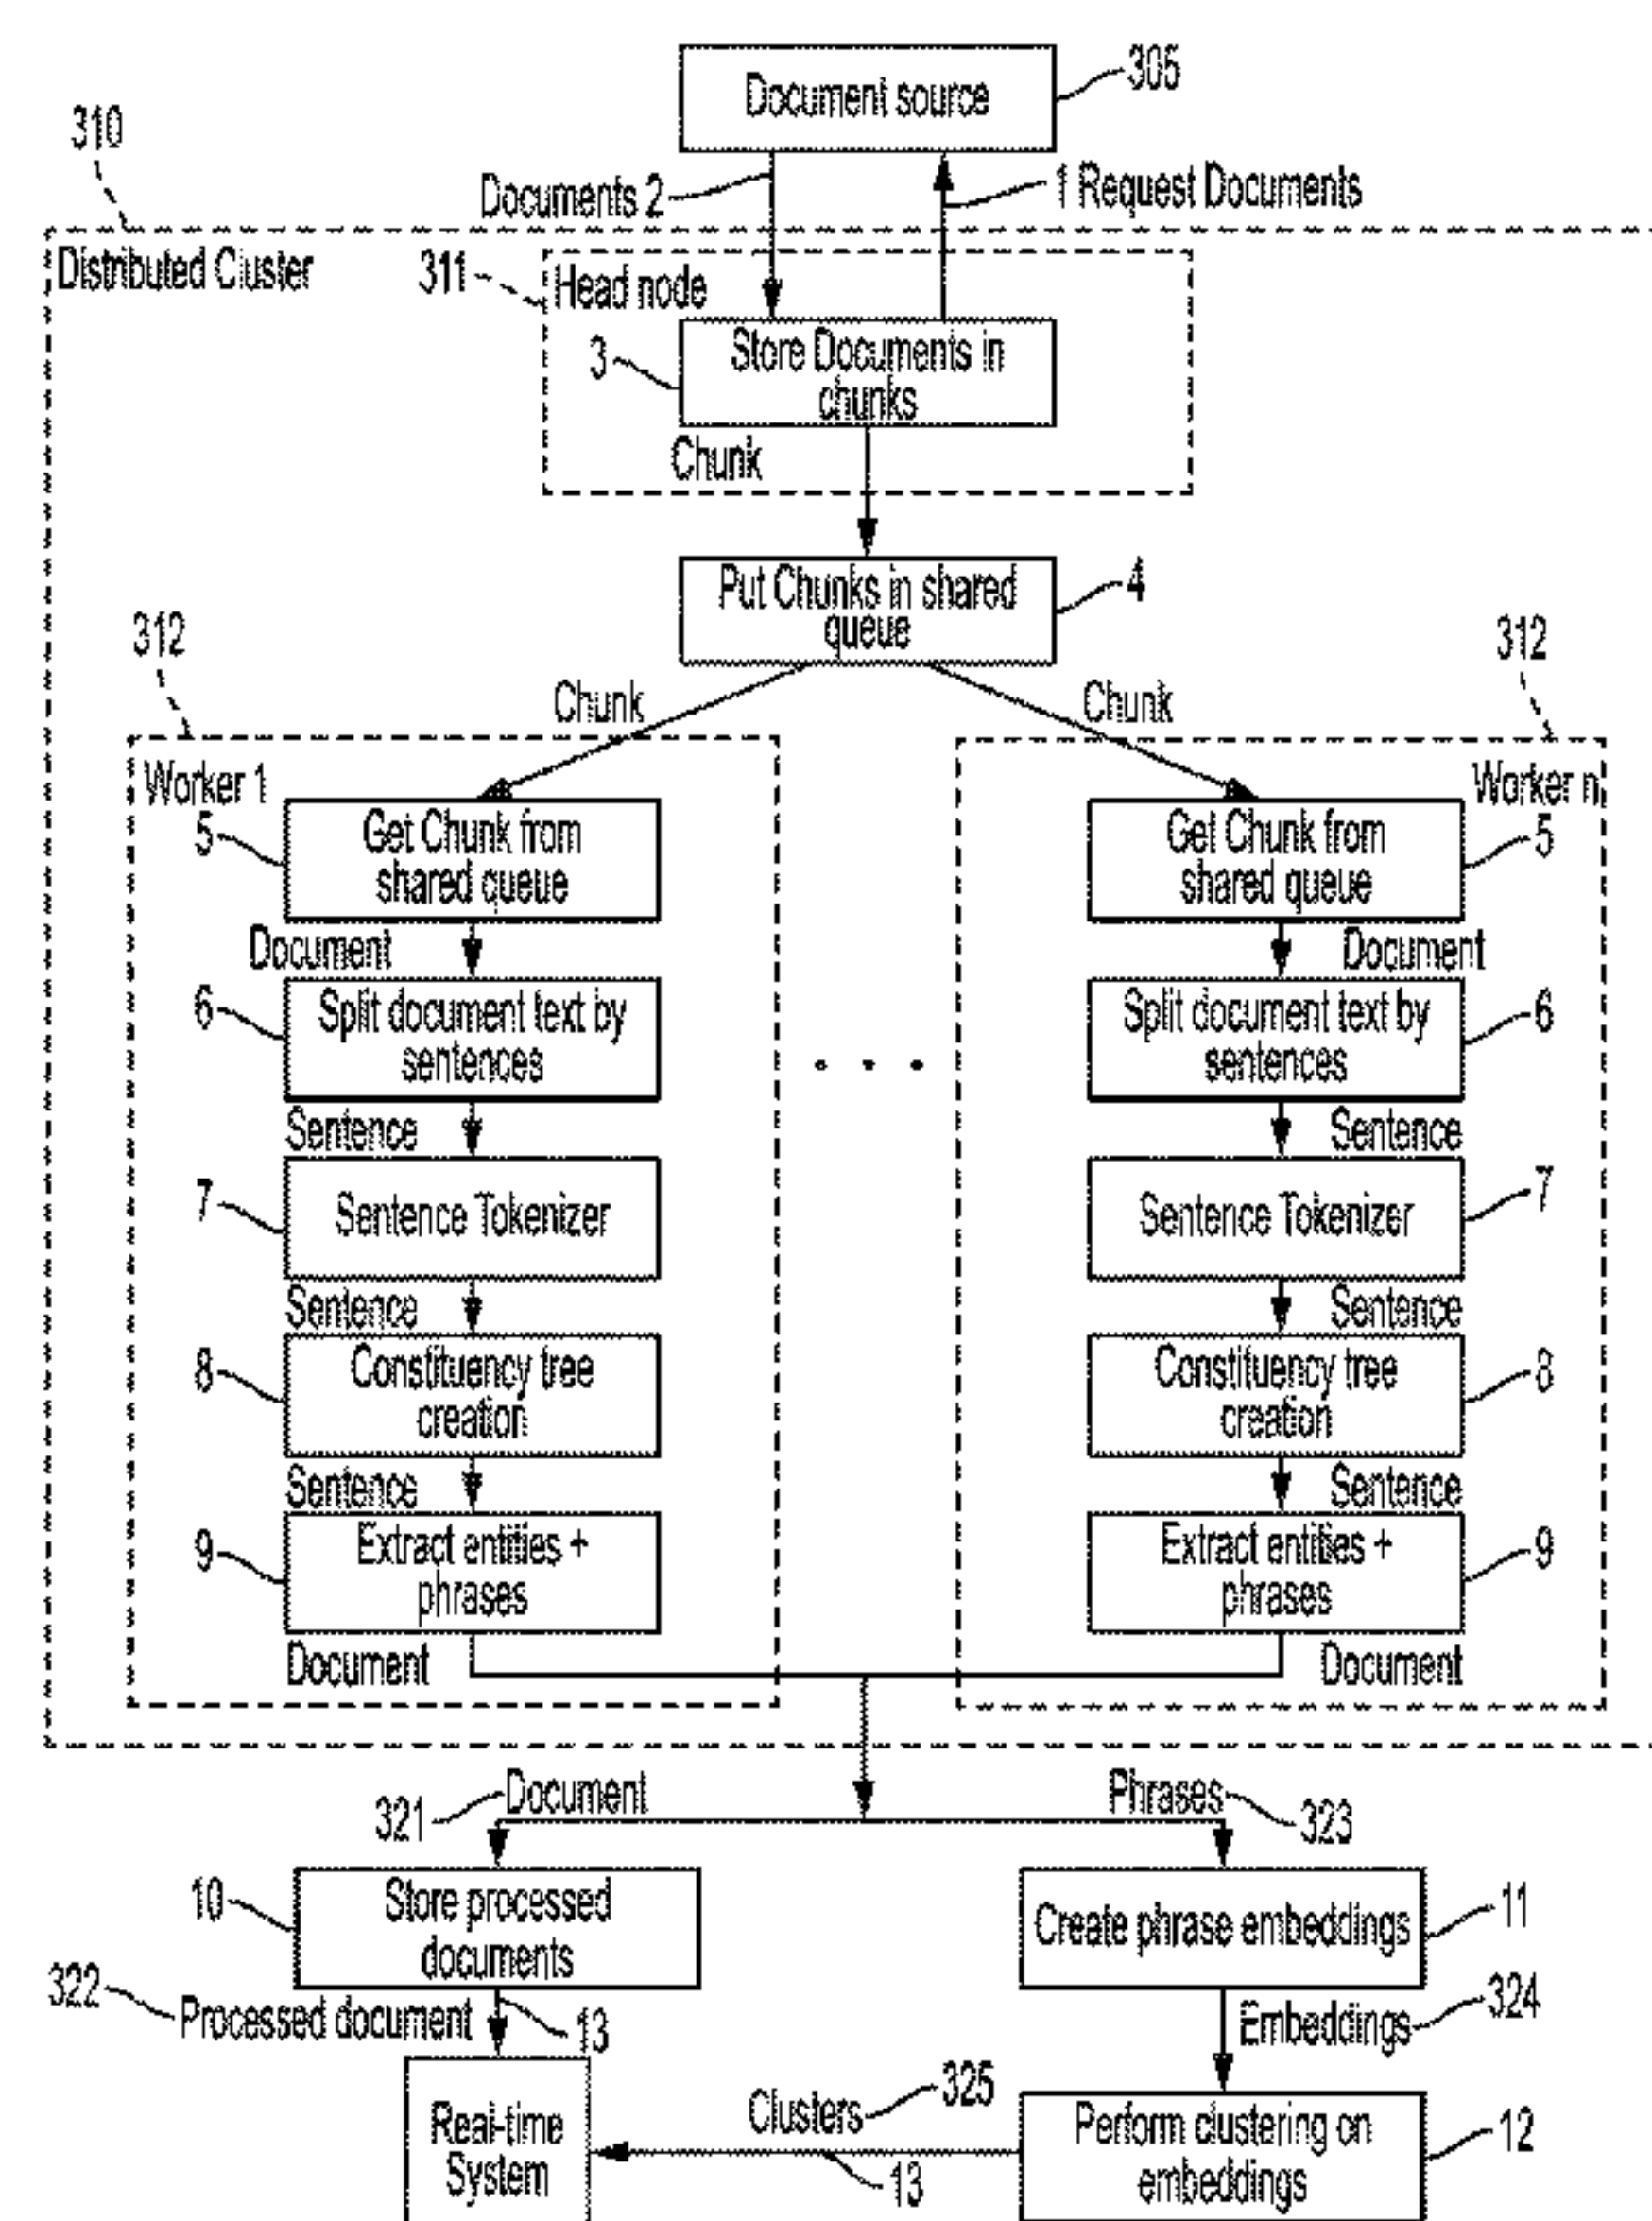 Document source
305
310
Documents 2
1 Request Documents
Distributed Cluster
311
Head node
3
Store Documents in
chunks
Chunk
Put Chunks in shared
queue
4
312
312
Chunk
Chunk
Worker 1
Worker n
5
Get Chunk from
shared queue
Get Chunk from
shared queue
5
Document
Document
6
Split document text by
sentences
Split document text by
sentences
6
. . .
Sentence
Sentence
7
Sentence Tokenizer
Sentence Tokenizer
7
Sentence
Sentence
8
Constituency tree
creation
Constituency tree
creation
8
Sentence
Sentence
9
Extract entities +
phrases
Extract entities +
phrases
9
Document
Document
321
Document
Phrases
323
10
Store processed
documents
Create phrase embeddings
11
322
Processed document
13
Embeddings
324
Real-time
System
Clusters
325
13
Perform clustering on
embeddings
12